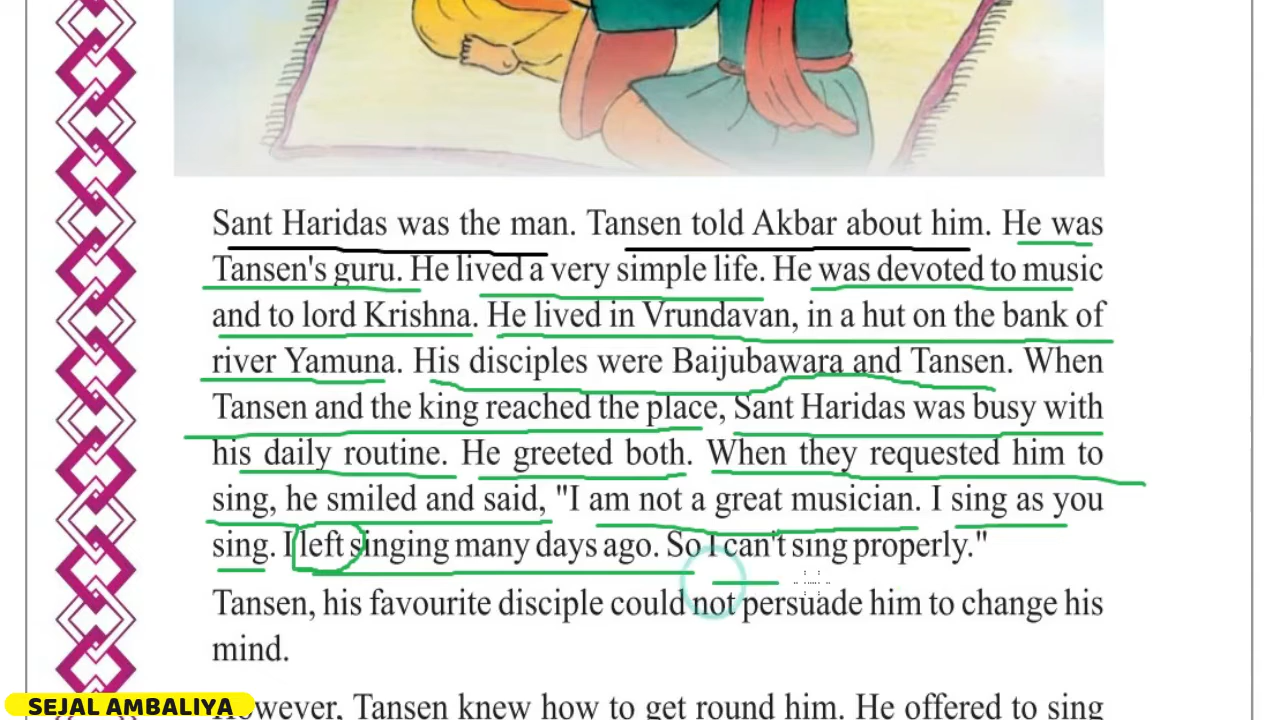 Sant Haridas was the man. Tansen told Akbar about him. He was
Tansen's guru. He lived a very simple life. He was devoted to music
and to lord Krishna. He lived in Vrundavan, in a hut on the bank of
river Yamuna. His disciples were Baijubawara and Tansen. When
Tansen and the king reached the place, Sant Haridas was busy with
his daily routine. He greeted both. When they requested him to
sing, he smiled and said, "I am not a great musician. I sing as you
sing. I left singing many days ago. So I can't sing properly."
Tansen, his favourite disciple could not persuade him to change his
mind.
However, Tansen knew how to get round him. He offered to sing
SEJAL AMBALIYA